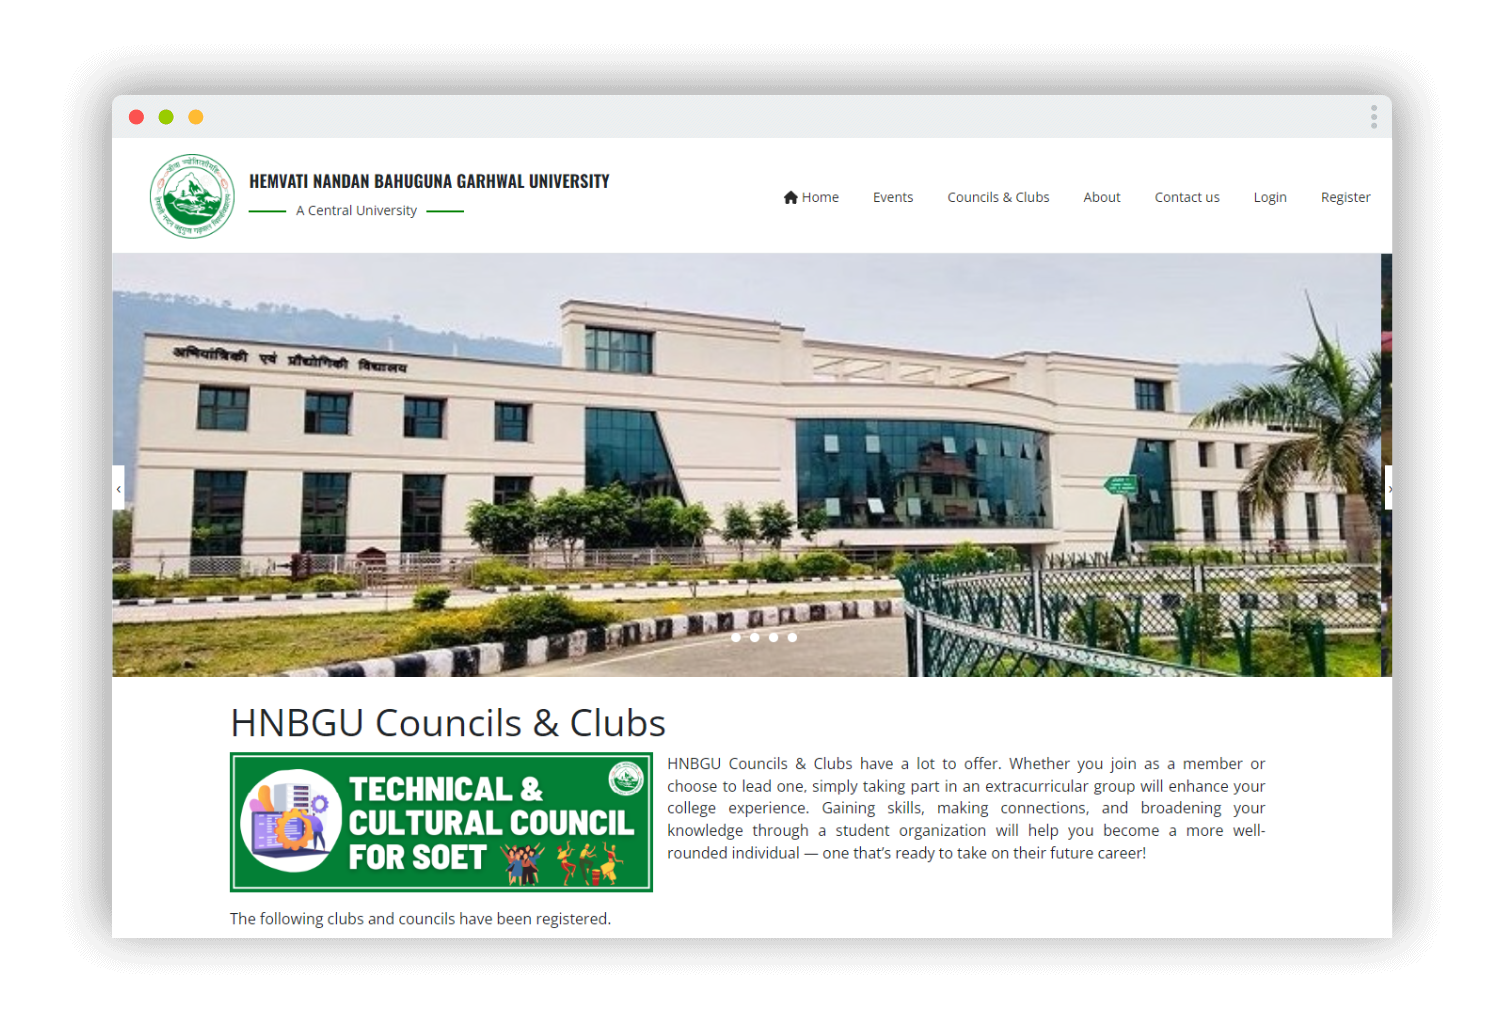 HEMVATI NANDAN BAHUGUNA GARHWAL UNIVERSITY
A Central University
Home Events Councils & Clubs About Contact us Login Register
अभियांत्रिकी एवं प्रौद्योगिकी विद्यालय
HNBGU Councils & Clubs
TECHNICAL &
CULTURAL COUNCIL
FOR SOET
HNBGU Councils & Clubs have a lot to offer. Whether you join as a member or
choose to lead one, simply taking part in an extracurricular group will enhance your
college experience. Gaining skills, making connections, and broadening your
knowledge through a student organization will help you become a more well-
rounded individual — one that’s ready to take on their future career!
The following clubs and councils have been registered.